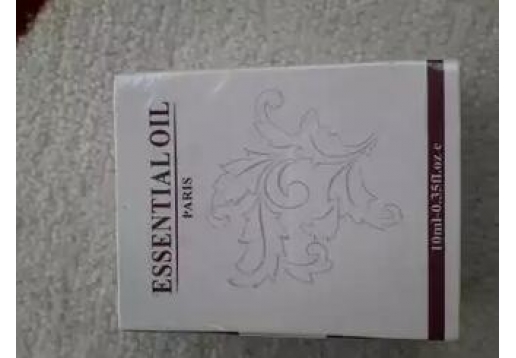 ESSENTIAL OIL
PARIS
10ml-0.35fl.oz e